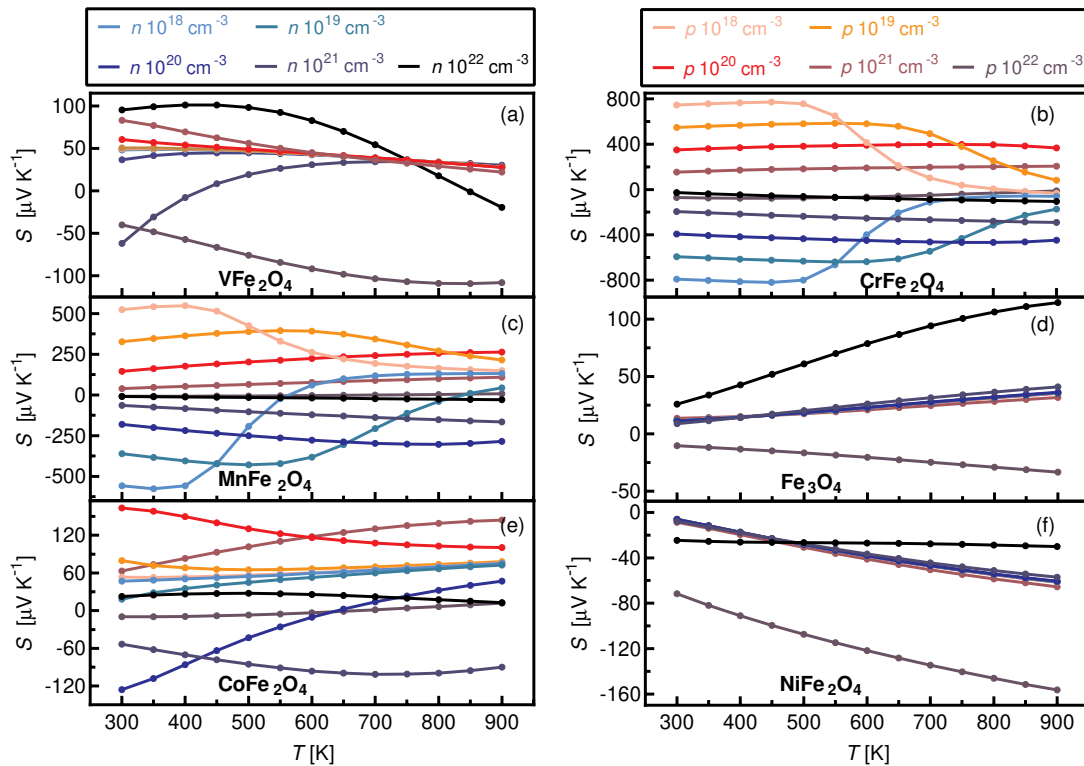 n 10^18 cm^-3 n 10^19 cm^-3
n 10^20 cm^-3 n 10^21 cm^-3 n 10^22 cm^-3
p 10^18 cm^-3 p 10^19 cm^-3
p 10^20 cm^-3 p 10^21 cm^-3 p 10^22 cm^-3
(a)
100
50
0
-50
-100
S [μV K⁻¹]
VFe₂O₄
(b)
800
400
0
-400
-800
S [μV K⁻¹]
CrFe₂O₄
(c)
500
250
0
-250
-500
S [μV K⁻¹]
MnFe₂O₄
(d)
100
50
0
-50
S [μV K⁻¹]
Fe₃O₄
(e)
120
60
0
-60
-120
S [μV K⁻¹]
CoFe₂O₄
300 400 500 600 700 800 900
T [K]
(f)
0
-40
-80
-120
-160
S [μV K⁻¹]
NiFe₂O₄
300 400 500 600 700 800 900
T [K]